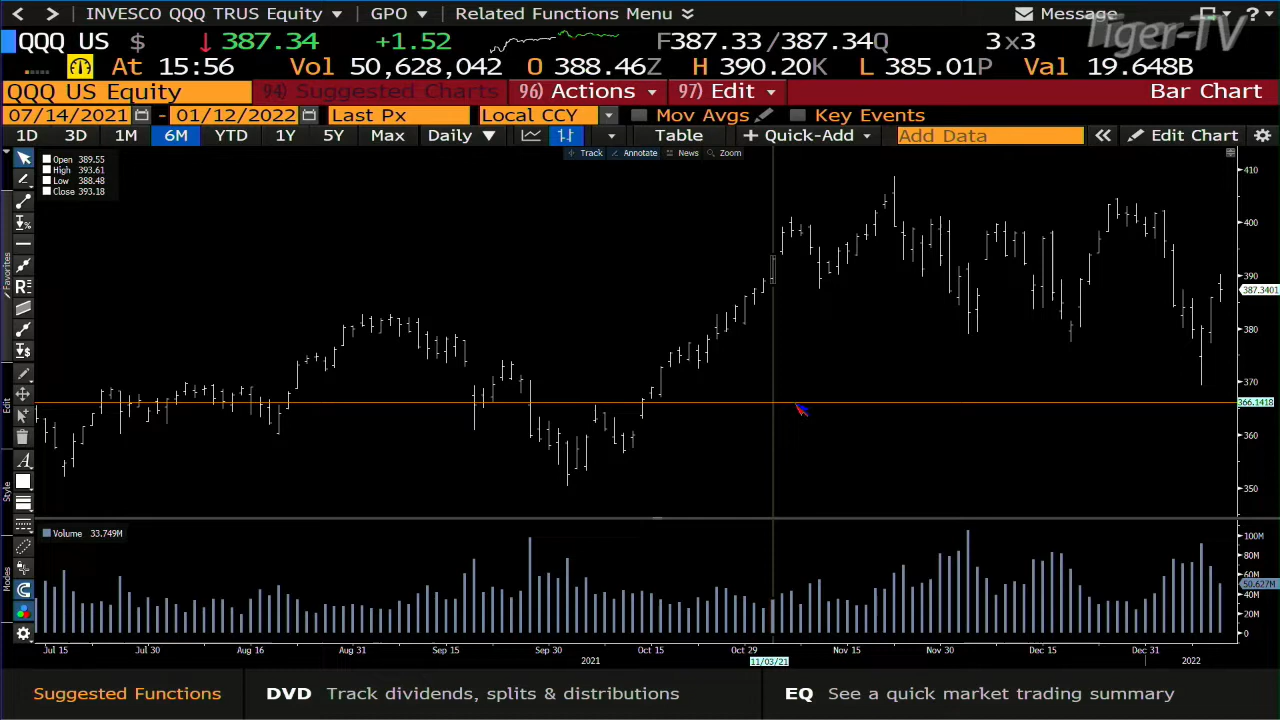 INVESCO QQQ TRUS Equity GPO Related Functions Menu Message ?
Tiger-TV
QQQ US $ 387.34 +1.52 F387.33/387.34Q 3x3
At 15:56 Vol 50,628,042 O 388.46Z H 390.20K L 385.01P Val 19.648B
QQQ US Equity 94) Suggested Charts 96) Actions 97) Edit Bar Chart
07/14/2021 - 01/12/2022 Last Px Local CCY Mov Avgs Key Events
1D 3D 1M 6M YTD 1Y 5Y Max Daily Table + Quick-Add Add Data Edit Chart
Track Annotate News Zoom
Open 389.55
High 393.61
Low 388.48
Close 393.18
410
400
390
387.3401
380
370
366.1418
360
350
Favorites
Edit
Style
Modes
Volume 33.749M
100M
80M
60M
50.627M
40M
20M
0
Jul 15 Jul 30 Aug 16 Aug 31 Sep 15 Sep 30 Oct 15 Oct 29 Nov 15 Nov 30 Dec 15 Dec 31
2021 11/03/21 2022
Suggested Functions DVD Track dividends, splits & distributions EQ See a quick market trading summary